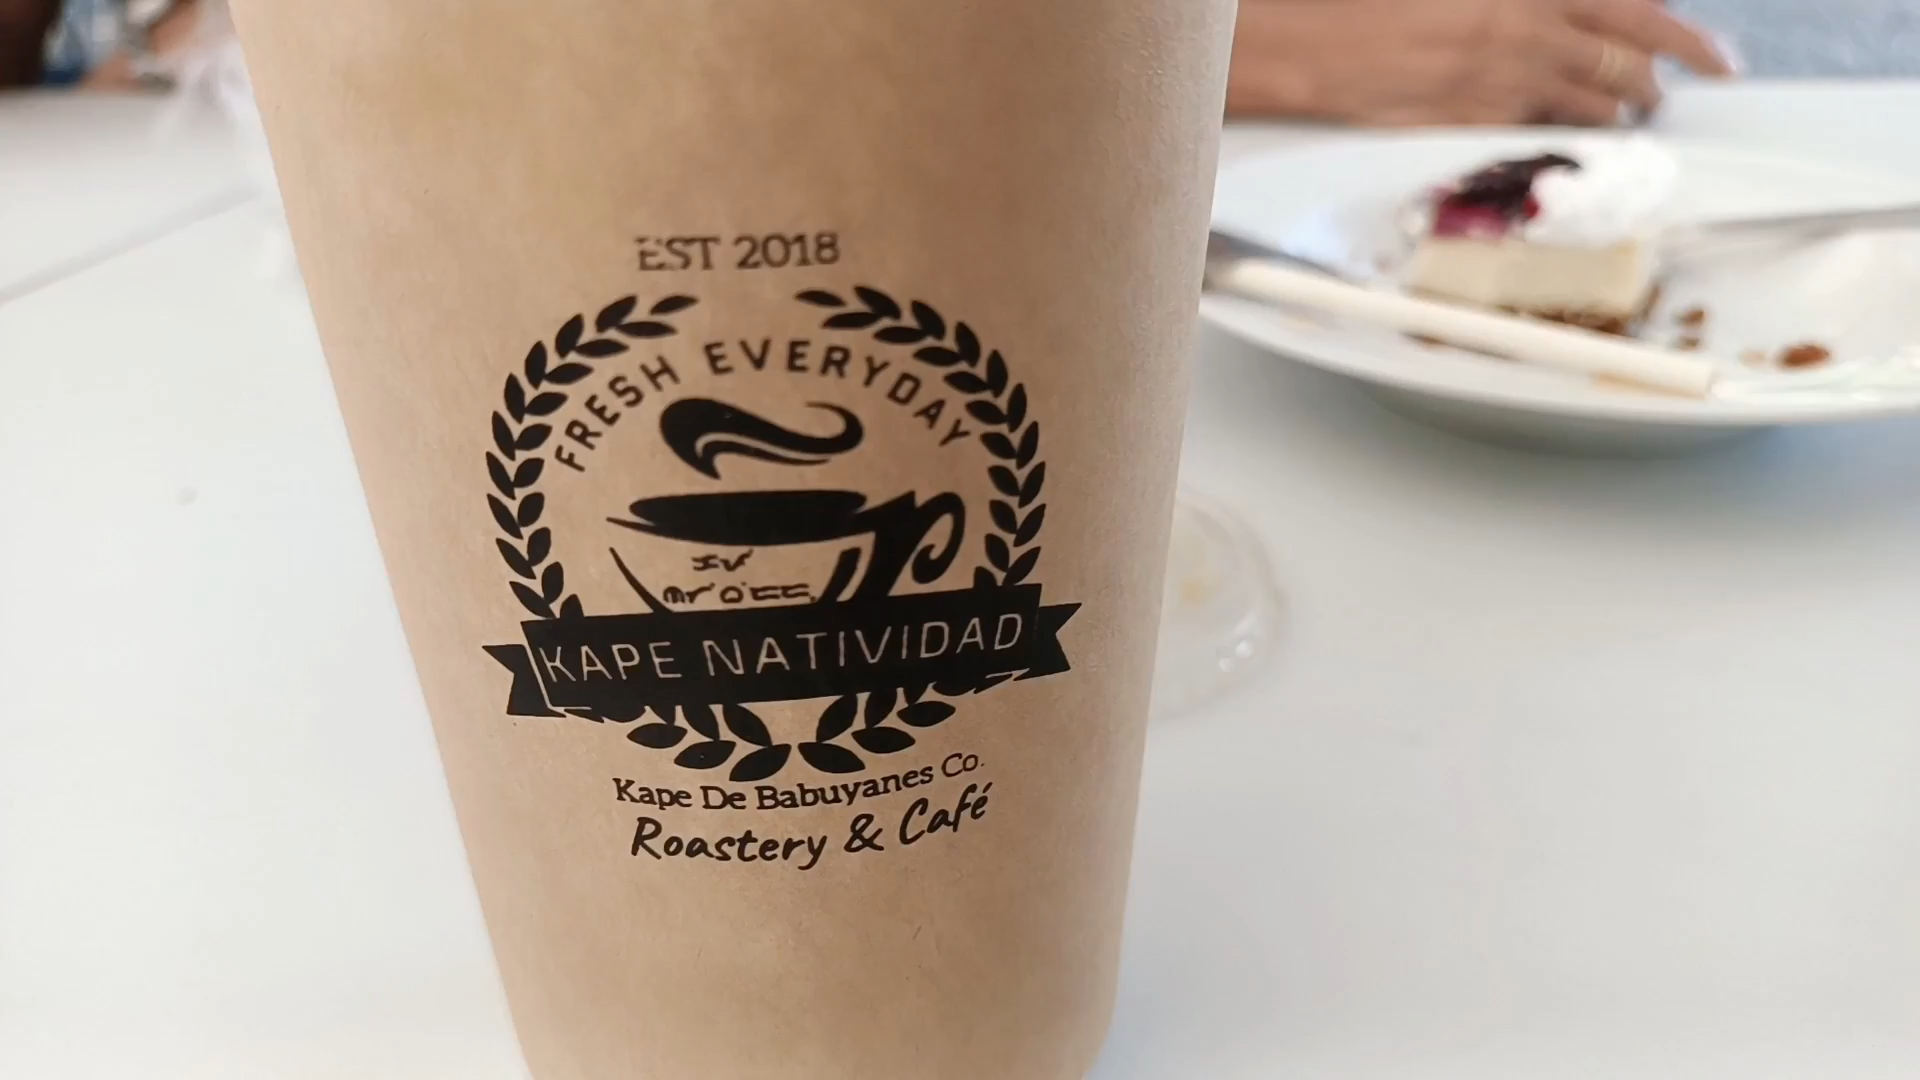 EST 2018
FRESH EVERYDAY
KAPE NATIVIDAD
Kape De Babuyanes Co.
Roastery & Café